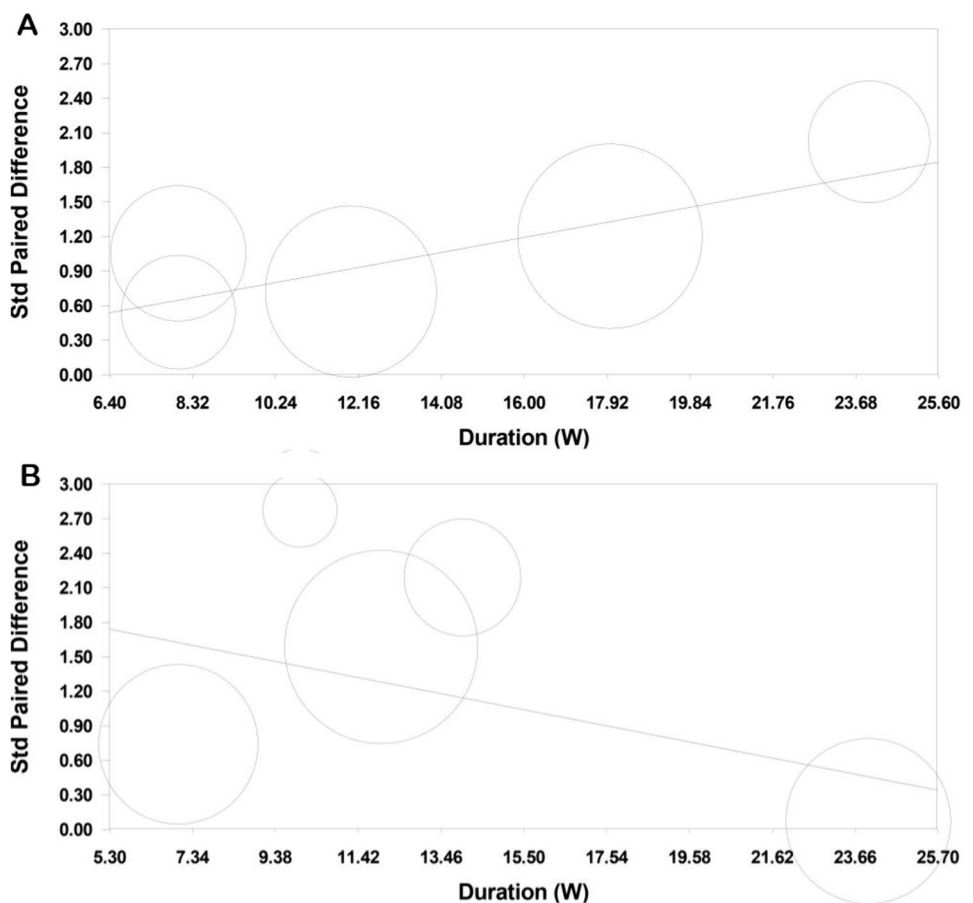 A
Std Paired Difference
3.00
2.70
2.40
2.10
1.80
1.50
1.20
0.90
0.60
0.30
0.00
6.40 8.32 10.24 12.16 14.08 16.00 17.92 19.84 21.76 23.68 25.60
Duration (W)
B
Std Paired Difference
3.00
2.70
2.40
2.10
1.80
1.50
1.20
0.90
0.60
0.30
0.00
5.30 7.34 9.38 11.42 13.46 15.50 17.54 19.58 21.62 23.66 25.70
Duration (W)